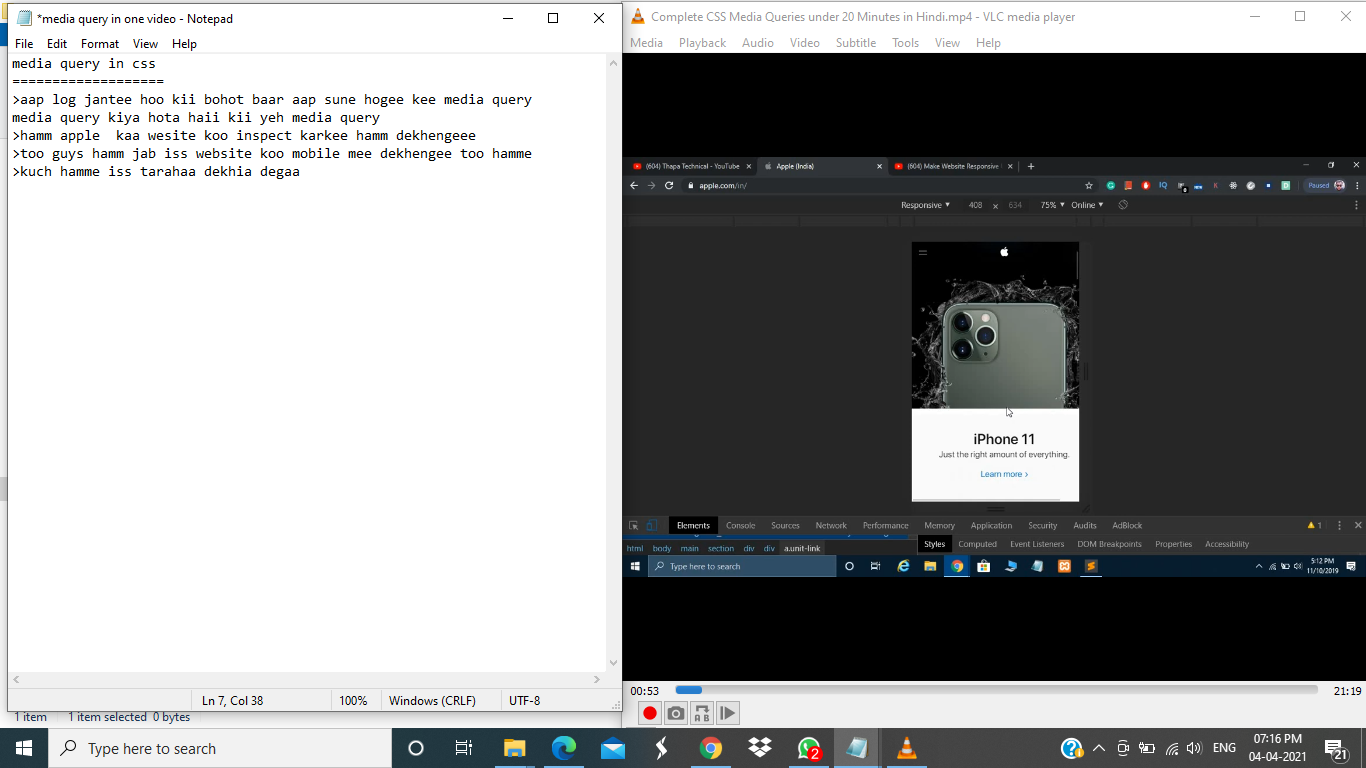 *media query in one video - Notepad
File Edit Format View Help
media query in css
===================
>aap log jantee hoo kii bohot baar aap sune hogee kee media query
media query kiya hota haii kii yeh media query
>hamm apple  kaa wesite koo inspect karkee hamm dekhengeee
>too guys hamm jab iss website koo mobile mee dekhengee too hamme
>kuch hamme iss tarahaa dekhia degaa
Ln 7, Col 38 100% Windows (CRLF) UTF-8
1 item 1 item selected 0 bytes
Complete CSS Media Queries under 20 Minutes in Hindi.mp4 - VLC media player
Media Playback Audio Video Subtitle Tools View Help
(604) Thapa Technical - YouTube Apple (India) (604) Make Website Responsive
apple.com/in/ Paused
Responsive 408 x 634 75% Online
iPhone 11
Just the right amount of everything.
Learn more >
Elements Console Sources Network Performance Memory Application Security Audits AdBlock 1
html body main section div div a.unit-link
Styles Computed Event Listeners DOM Breakpoints Properties Accessibility
Type here to search
5:12 PM
11/10/2019
00:53 21:19
A B
Type here to search
2
ENG
07:16 PM
04-04-2021
21